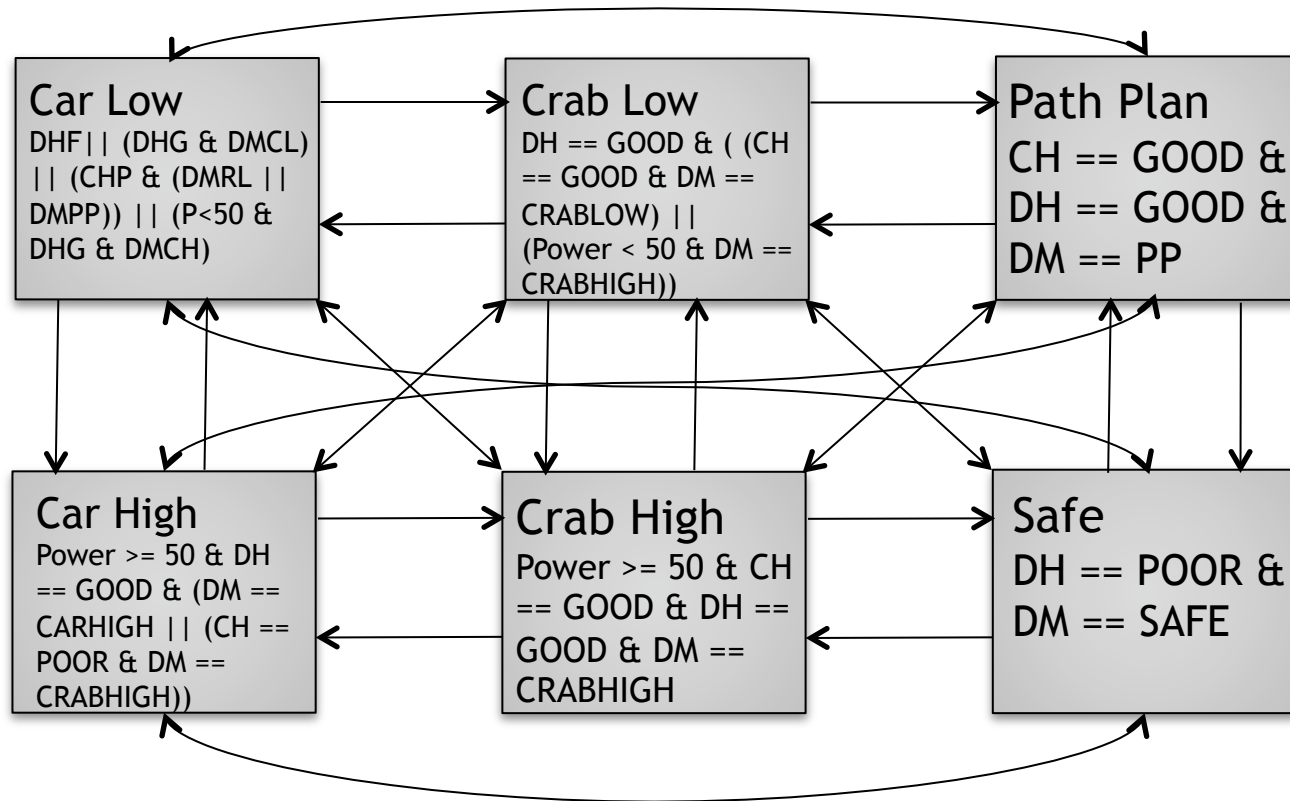 Car Low
DHF|| (DHG & DMCL)
|| (CHP & (DMRL ||
DMPP)) || (P<50 &
DHG & DMCH)
Crab Low
DH == GOOD & ( (CH
== GOOD & DM ==
CRABLOW) ||
(Power < 50 & DM ==
CRABHIGH))
Path Plan
CH == GOOD &
DH == GOOD &
DM == PP
Car High
Power >= 50 & DH
== GOOD & (DM ==
CARHIGH || (CH ==
POOR & DM ==
CRABHIGH))
Crab High
Power >= 50 & CH
== GOOD & DH ==
GOOD & DM ==
CRABHIGH
Safe
DH == POOR &
DM == SAFE